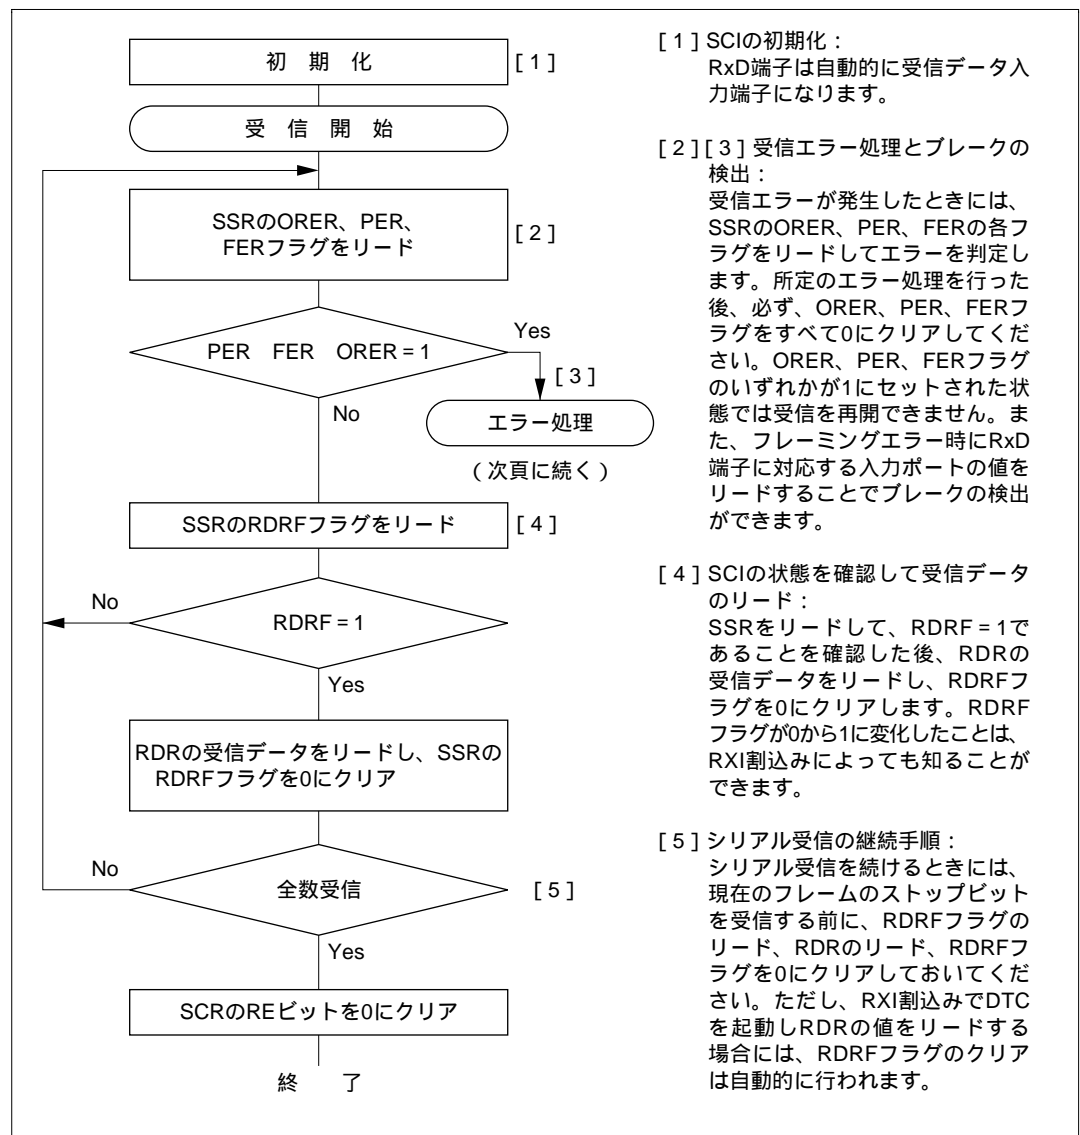 初 期 化
[ 1 ]
受 信 開 始
SSRのORER、PER、
FERフラグをリード
[ 2 ]
PER FER ORER = 1
Yes
[ 3 ]
No
エラー処理
( 次頁に続く )
SSRのRDRFフラグをリード
[ 4 ]
No
RDRF = 1
Yes
RDRの受信データをリードし、SSRの
RDRFフラグを0にクリア
No
全数受信
[ 5 ]
Yes
SCRのREビットを0にクリア
終 了
[ 1 ] SCIの初期化:
RxD端子は自動的に受信データ入
力端子になります。
[ 2 ] [ 3 ] 受信エラー処理とブレークの
検出:
受信エラーが発生したときには、
SSRのORER、PER、FERの各フ
ラグをリードしてエラーを判定し
ます。所定のエラー処理を行った
後、必ず、ORER、PER、FERフ
ラグをすべて0にクリアしてくだ
さい。ORER、PER、FERフラグ
のいずれかが1にセットされた状
態では受信を再開できません。ま
た、フレーミングエラー時にRxD
端子に対応する入力ポートの値を
リードすることでブレークの検出
ができます。
[ 4 ] SCIの状態を確認して受信データ
のリード:
SSRをリードして、RDRF = 1で
あることを確認した後、RDRの
受信データをリードし、RDRFフ
ラグを0にクリアします。RDRF
フラグが0から1に変化したことは、
RXI割込みによっても知ることが
できます。
[ 5 ] シリアル受信の継続手順:
シリアル受信を続けるときには、
現在のフレームのストップビット
を受信する前に、RDRFフラグの
リード、RDRのリード、RDRFフ
ラグを0にクリアしておいてくだ
さい。ただし、RXI割込みでDTC
を起動しRDRの値をリードする
場合には、RDRFフラグのクリア
は自動的に行われます。